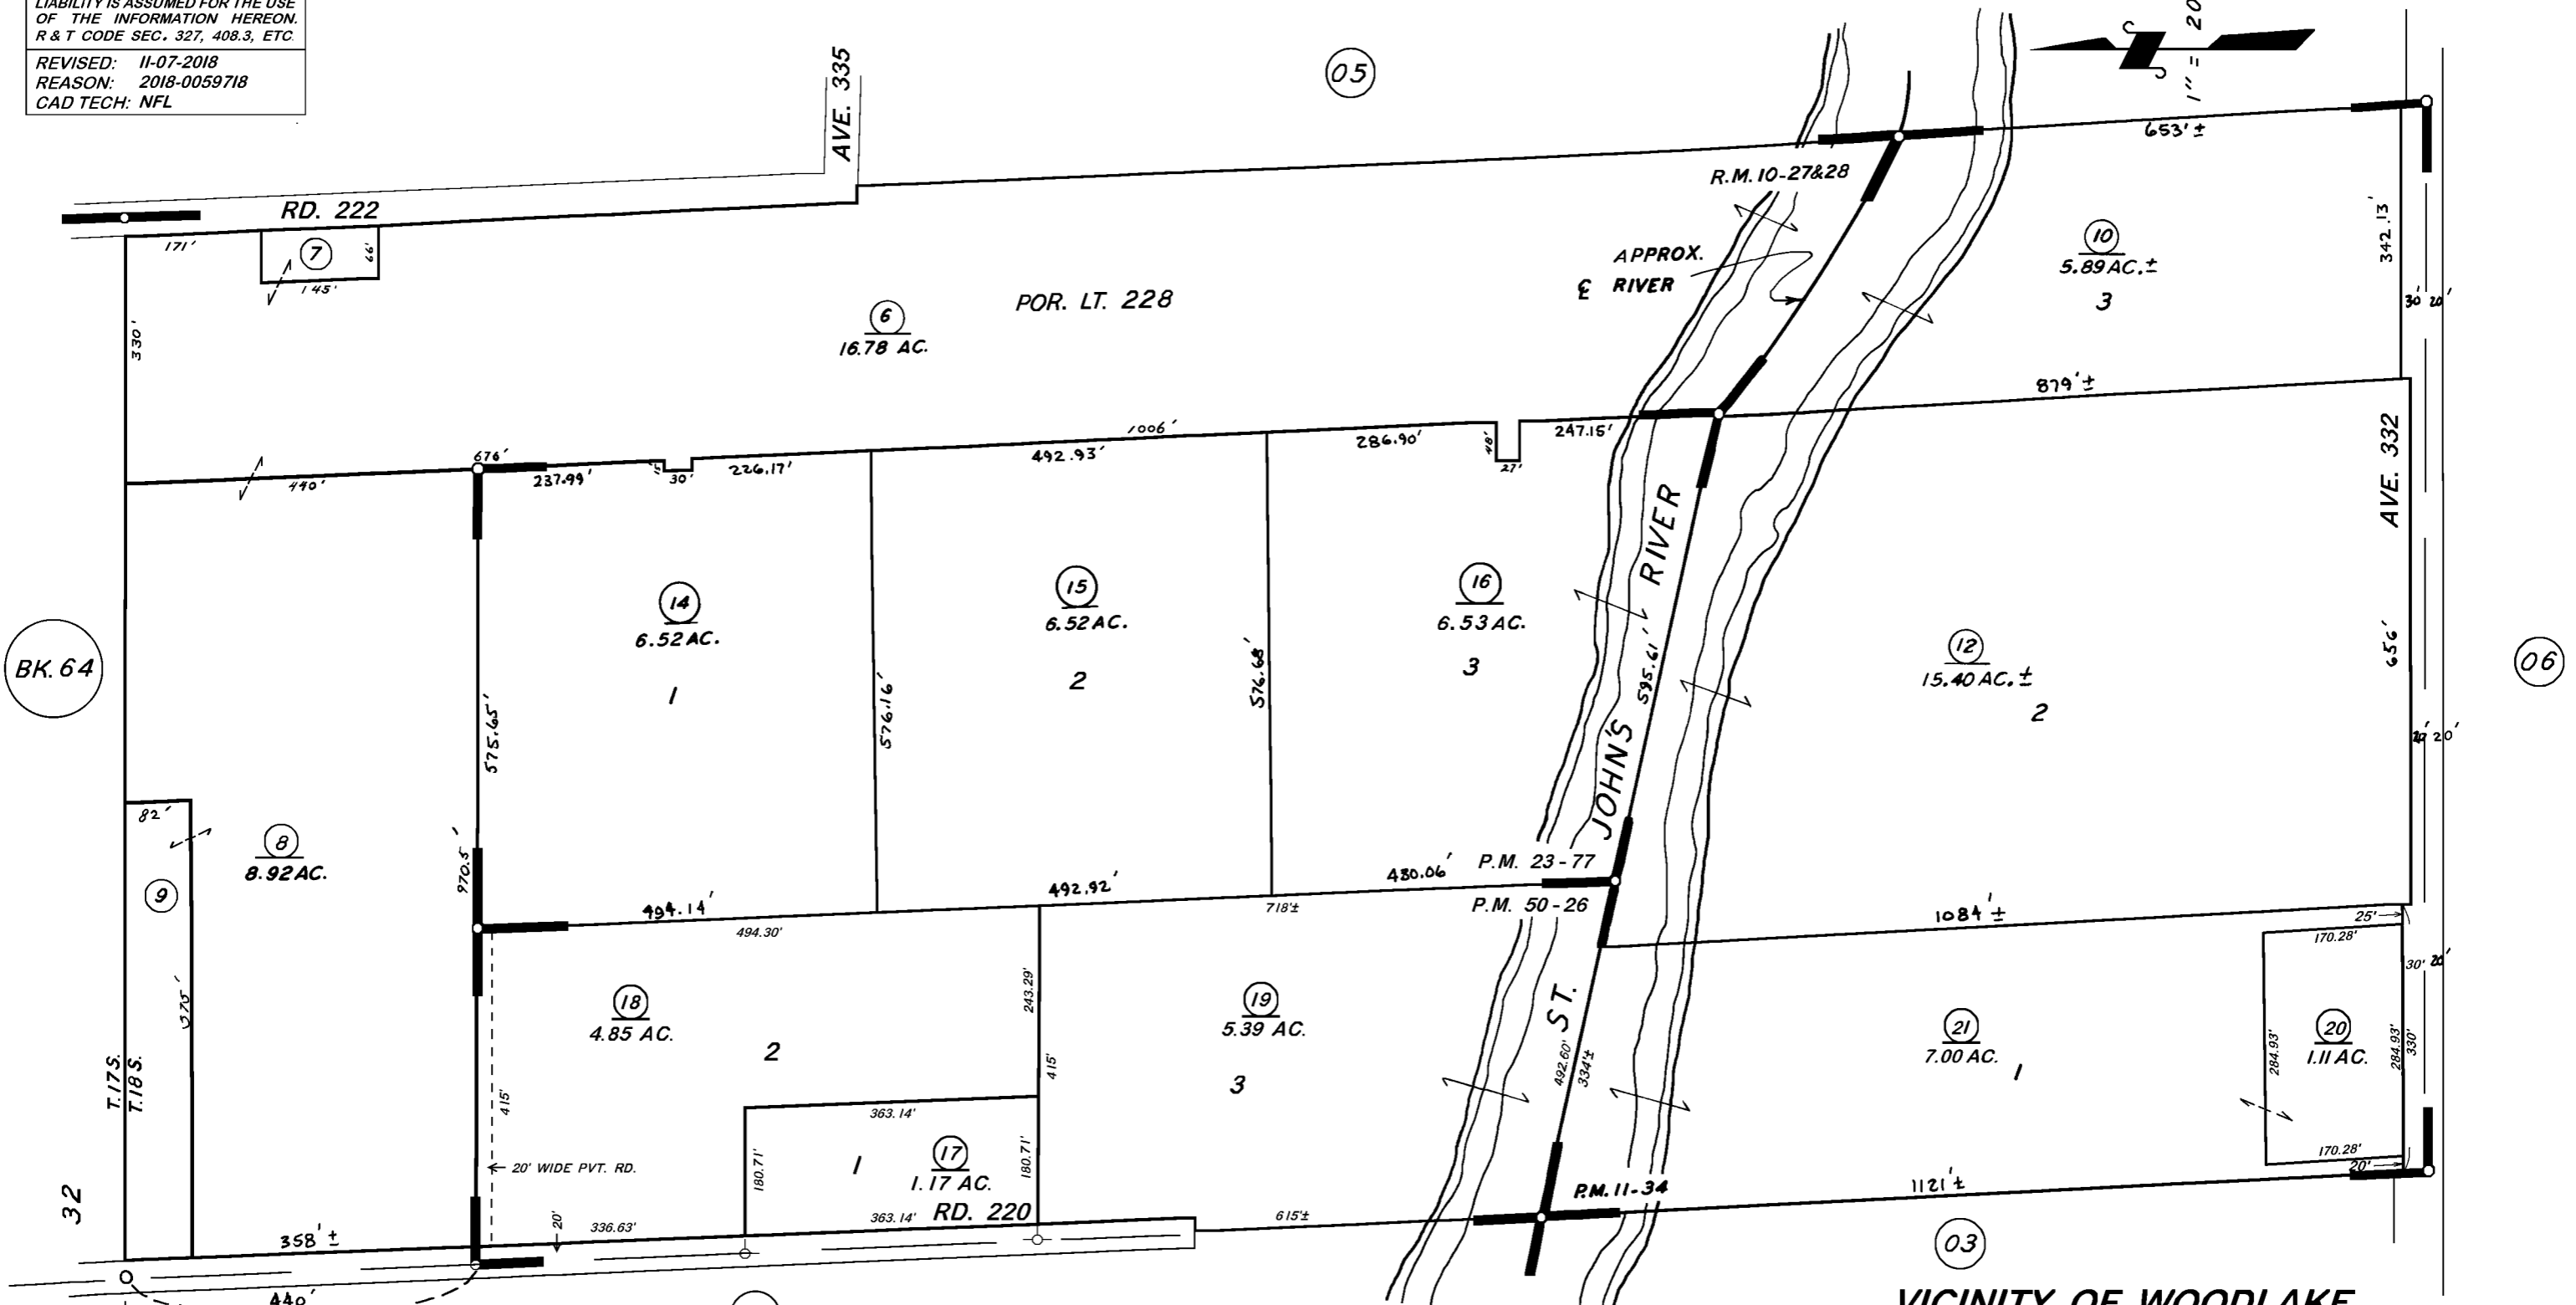 LIABILITY IS ASSUMED FOR THE USE
OF THE INFORMATION HEREON.
R & T CODE SEC. 327, 408.3, ETC.
REVISED: 11-07-2018
REASON: 2018-0059718
CAD TECH: NFL
AVE. 335
05
1" = 20
653' ±
R.M. 10-27&28
RD. 222
171'
7
66'
145'
330'
APPROX.
℄ RIVER
10
5.89 AC. ±
3
342.13'
30' 20'
POR. LT. 228
6
16.78 AC.
879' ±
AVE. 332
1006'
676'
440'
237.99'
30'
226.17'
492.93'
286.90'
48'
27'
247.15'
14
6.52 AC.
1
15
6.52 AC.
2
16
6.53 AC.
3
12
15.40 AC. ±
2
656'
20'
BK. 64
06
575.65'
576.16'
576.68'
595.61'
ST. JOHN'S RIVER
82'
8
8.92 AC.
9
970.5'
P.M. 23-77
480.06'
492.92'
494.14'
718'±
P.M. 50-26
494.30'
1084' ±
25'
170.28'
30' 20'
575'
18
4.85 AC.
2
243.29'
19
5.39 AC.
3
415'
415'
492.60'
334'±
21
7.00 AC.
1
20
1.11 AC.
284.93'
284.93'
330'
T.17S.
T.18S.
363.14'
17
1.17 AC.
1
180.71'
180.71'
20' WIDE PVT. RD.
170.28'
20'
32
P.M. 11-34
1121' ±
363.14'
RD. 220
615'±
336.63'
20'
358' ±
03
440'
VICINITY OF WOODLAKE